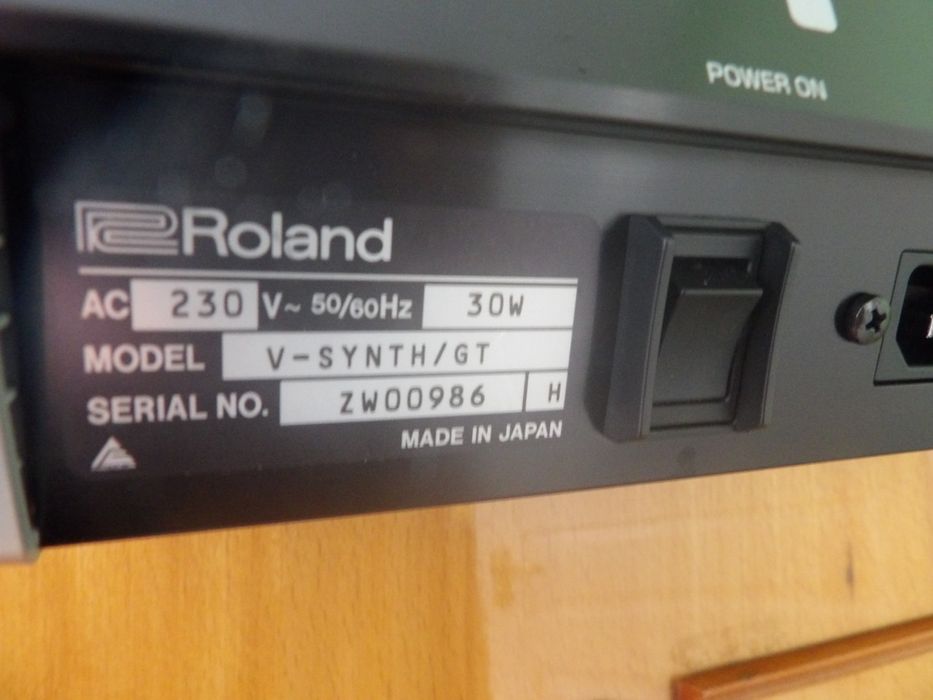 POWER ON
Roland
AC 230 V~ 50/60Hz 30W
MODEL V-SYNTH/GT
SERIAL NO. ZW00986 H
MADE IN JAPAN